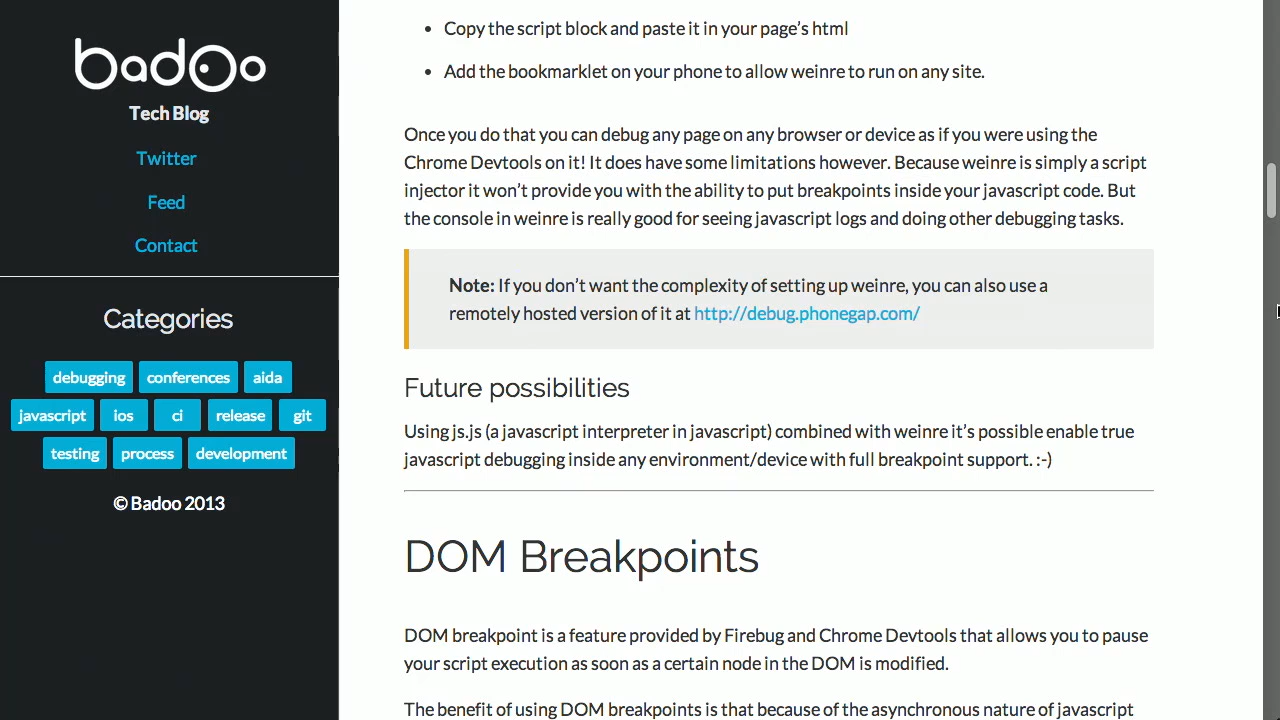 badoo
Tech Blog
Twitter
Feed
Contact
Categories
debugging conferences aida
javascript ios ci release git
testing process development
© Badoo 2013
• Copy the script block and paste it in your page’s html
• Add the bookmarklet on your phone to allow weinre to run on any site.
Once you do that you can debug any page on any browser or device as if you were using the
Chrome Devtools on it! It does have some limitations however. Because weinre is simply a script
injector it won’t provide you with the ability to put breakpoints inside your javascript code. But
the console in weinre is really good for seeing javascript logs and doing other debugging tasks.
Note: If you don’t want the complexity of setting up weinre, you can also use a
remotely hosted version of it at http://debug.phonegap.com/
Future possibilities
Using js.js (a javascript interpreter in javascript) combined with weinre it’s possible enable true
javascript debugging inside any environment/device with full breakpoint support. :-)
DOM Breakpoints
DOM breakpoint is a feature provided by Firebug and Chrome Devtools that allows you to pause
your script execution as soon as a certain node in the DOM is modified.
The benefit of using DOM breakpoints is that because of the asynchronous nature of javascript